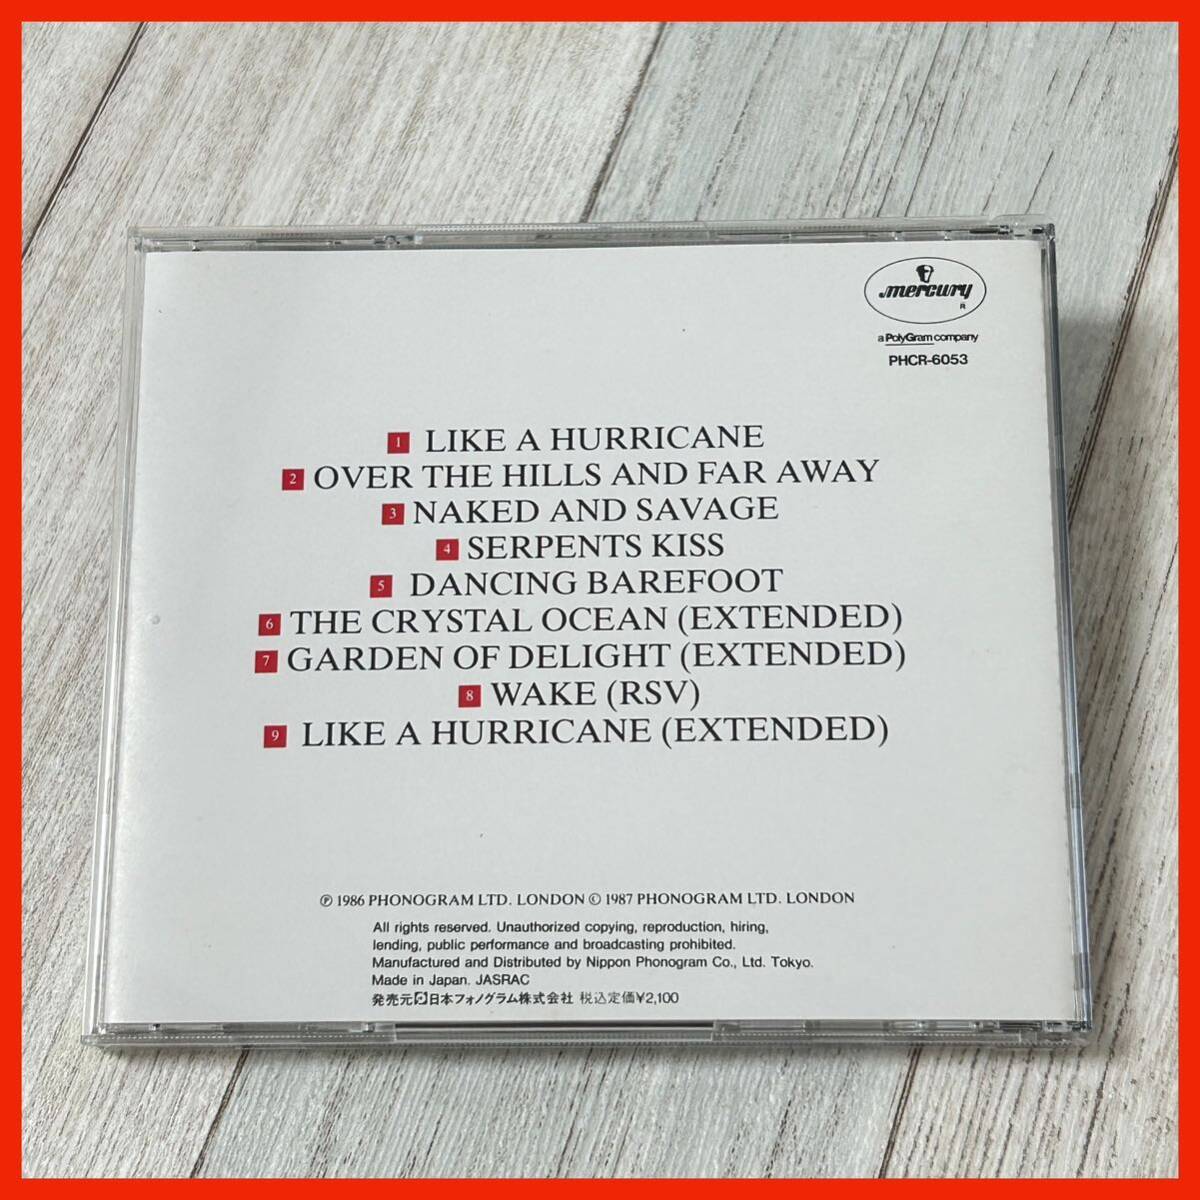 mercury
R
a PolyGram company
PHCR-6053
1 LIKE A HURRICANE
2 OVER THE HILLS AND FAR AWAY
3 NAKED AND SAVAGE
4 SERPENTS KISS
5 DANCING BAREFOOT
6 THE CRYSTAL OCEAN (EXTENDED)
7 GARDEN OF DELIGHT (EXTENDED)
8 WAKE (RSV)
9 LIKE A HURRICANE (EXTENDED)
℗ 1986 PHONOGRAM LTD. LONDON © 1987 PHONOGRAM LTD. LONDON
All rights reserved. Unauthorized copying, reproduction, hiring,
lending, public performance and broadcasting prohibited.
Manufactured and Distributed by Nippon Phonogram Co., Ltd. Tokyo.
Made in Japan. JASRAC
発売元 日本フォノグラム株式会社 税込定価¥2,100